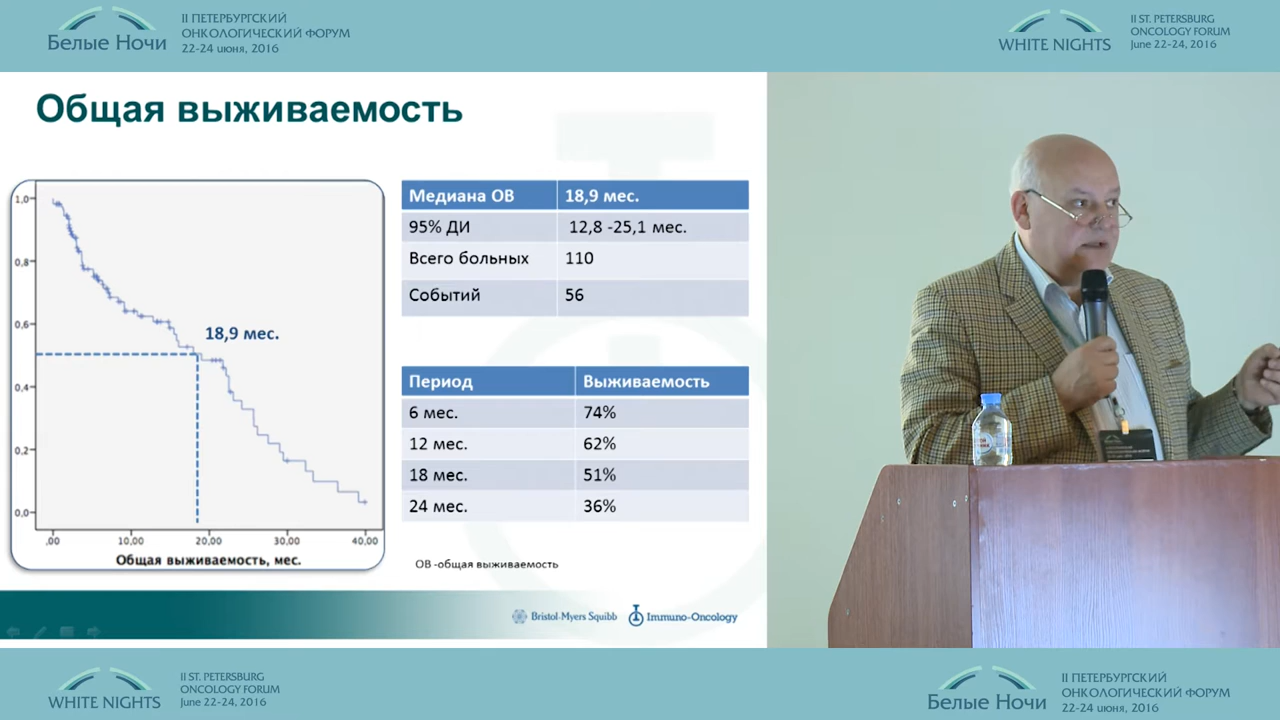 II ПЕТЕРБУРГСКИЙ
ОНКОЛОГИЧЕСКИЙ ФОРУМ
Белые Ночи
22-24 июня, 2016
II ST. PETERSBURG
ONCOLOGY FORUM
WHITE NIGHTS
June 22-24, 2016
Общая выживаемость
1,0
0,8
0,6
0,4
0,2
0,0
18,9 мес.
,00 10,00 20,00 30,00 40,00
Общая выживаемость, мес.
Медиана ОВ 18,9 мес.
95% ДИ 12,8 -25,1 мес.
Всего больных 110
Событий 56
Период Выживаемость
6 мес. 74%
12 мес. 62%
18 мес. 51%
24 мес. 36%
ОВ -общая выживаемость
Bristol-Myers Squibb Immuno-Oncology
II ST. PETERSBURG
ONCOLOGY FORUM
WHITE NIGHTS
June 22-24, 2016
II ПЕТЕРБУРГСКИЙ
ОНКОЛОГИЧЕСКИЙ ФОРУМ
Белые Ночи
22-24 июня, 2016